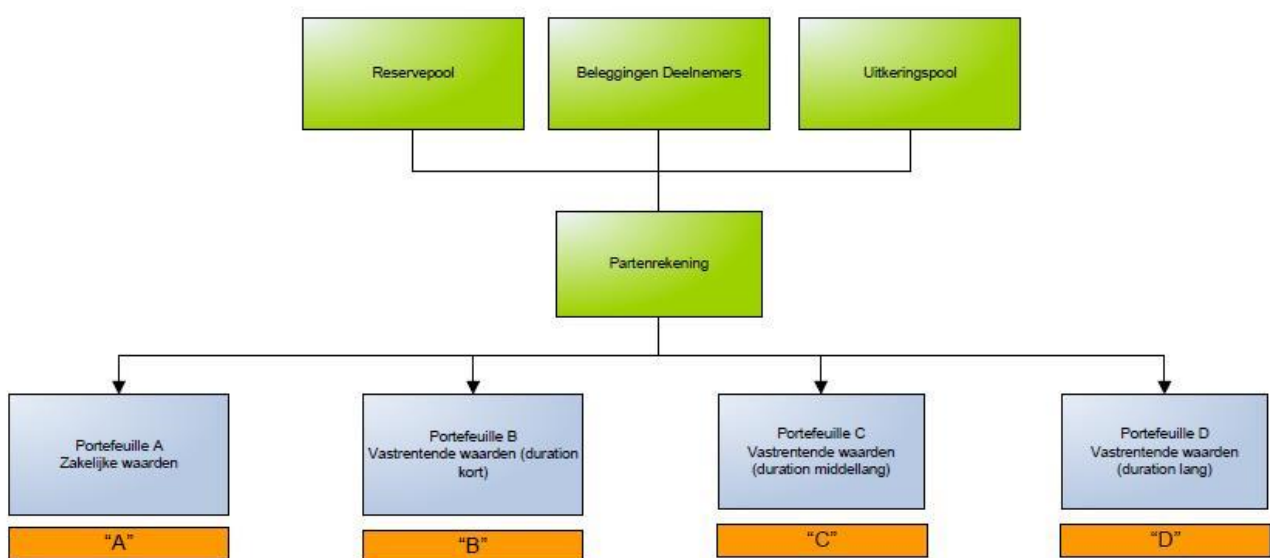 Reservepool
Beleggingen Deelnemers
Uitkeringspool
Partenrekening
Portefeuille A
Zakelijke waarden
Portefeuille B
Vastrentende waarden (duration
kort)
Portefeuille C
Vastrentende waarden
(duration middellang)
Portefeuille D
Vastrentende waarden
(duration lang)
“A”
“B”
“C”
“D”